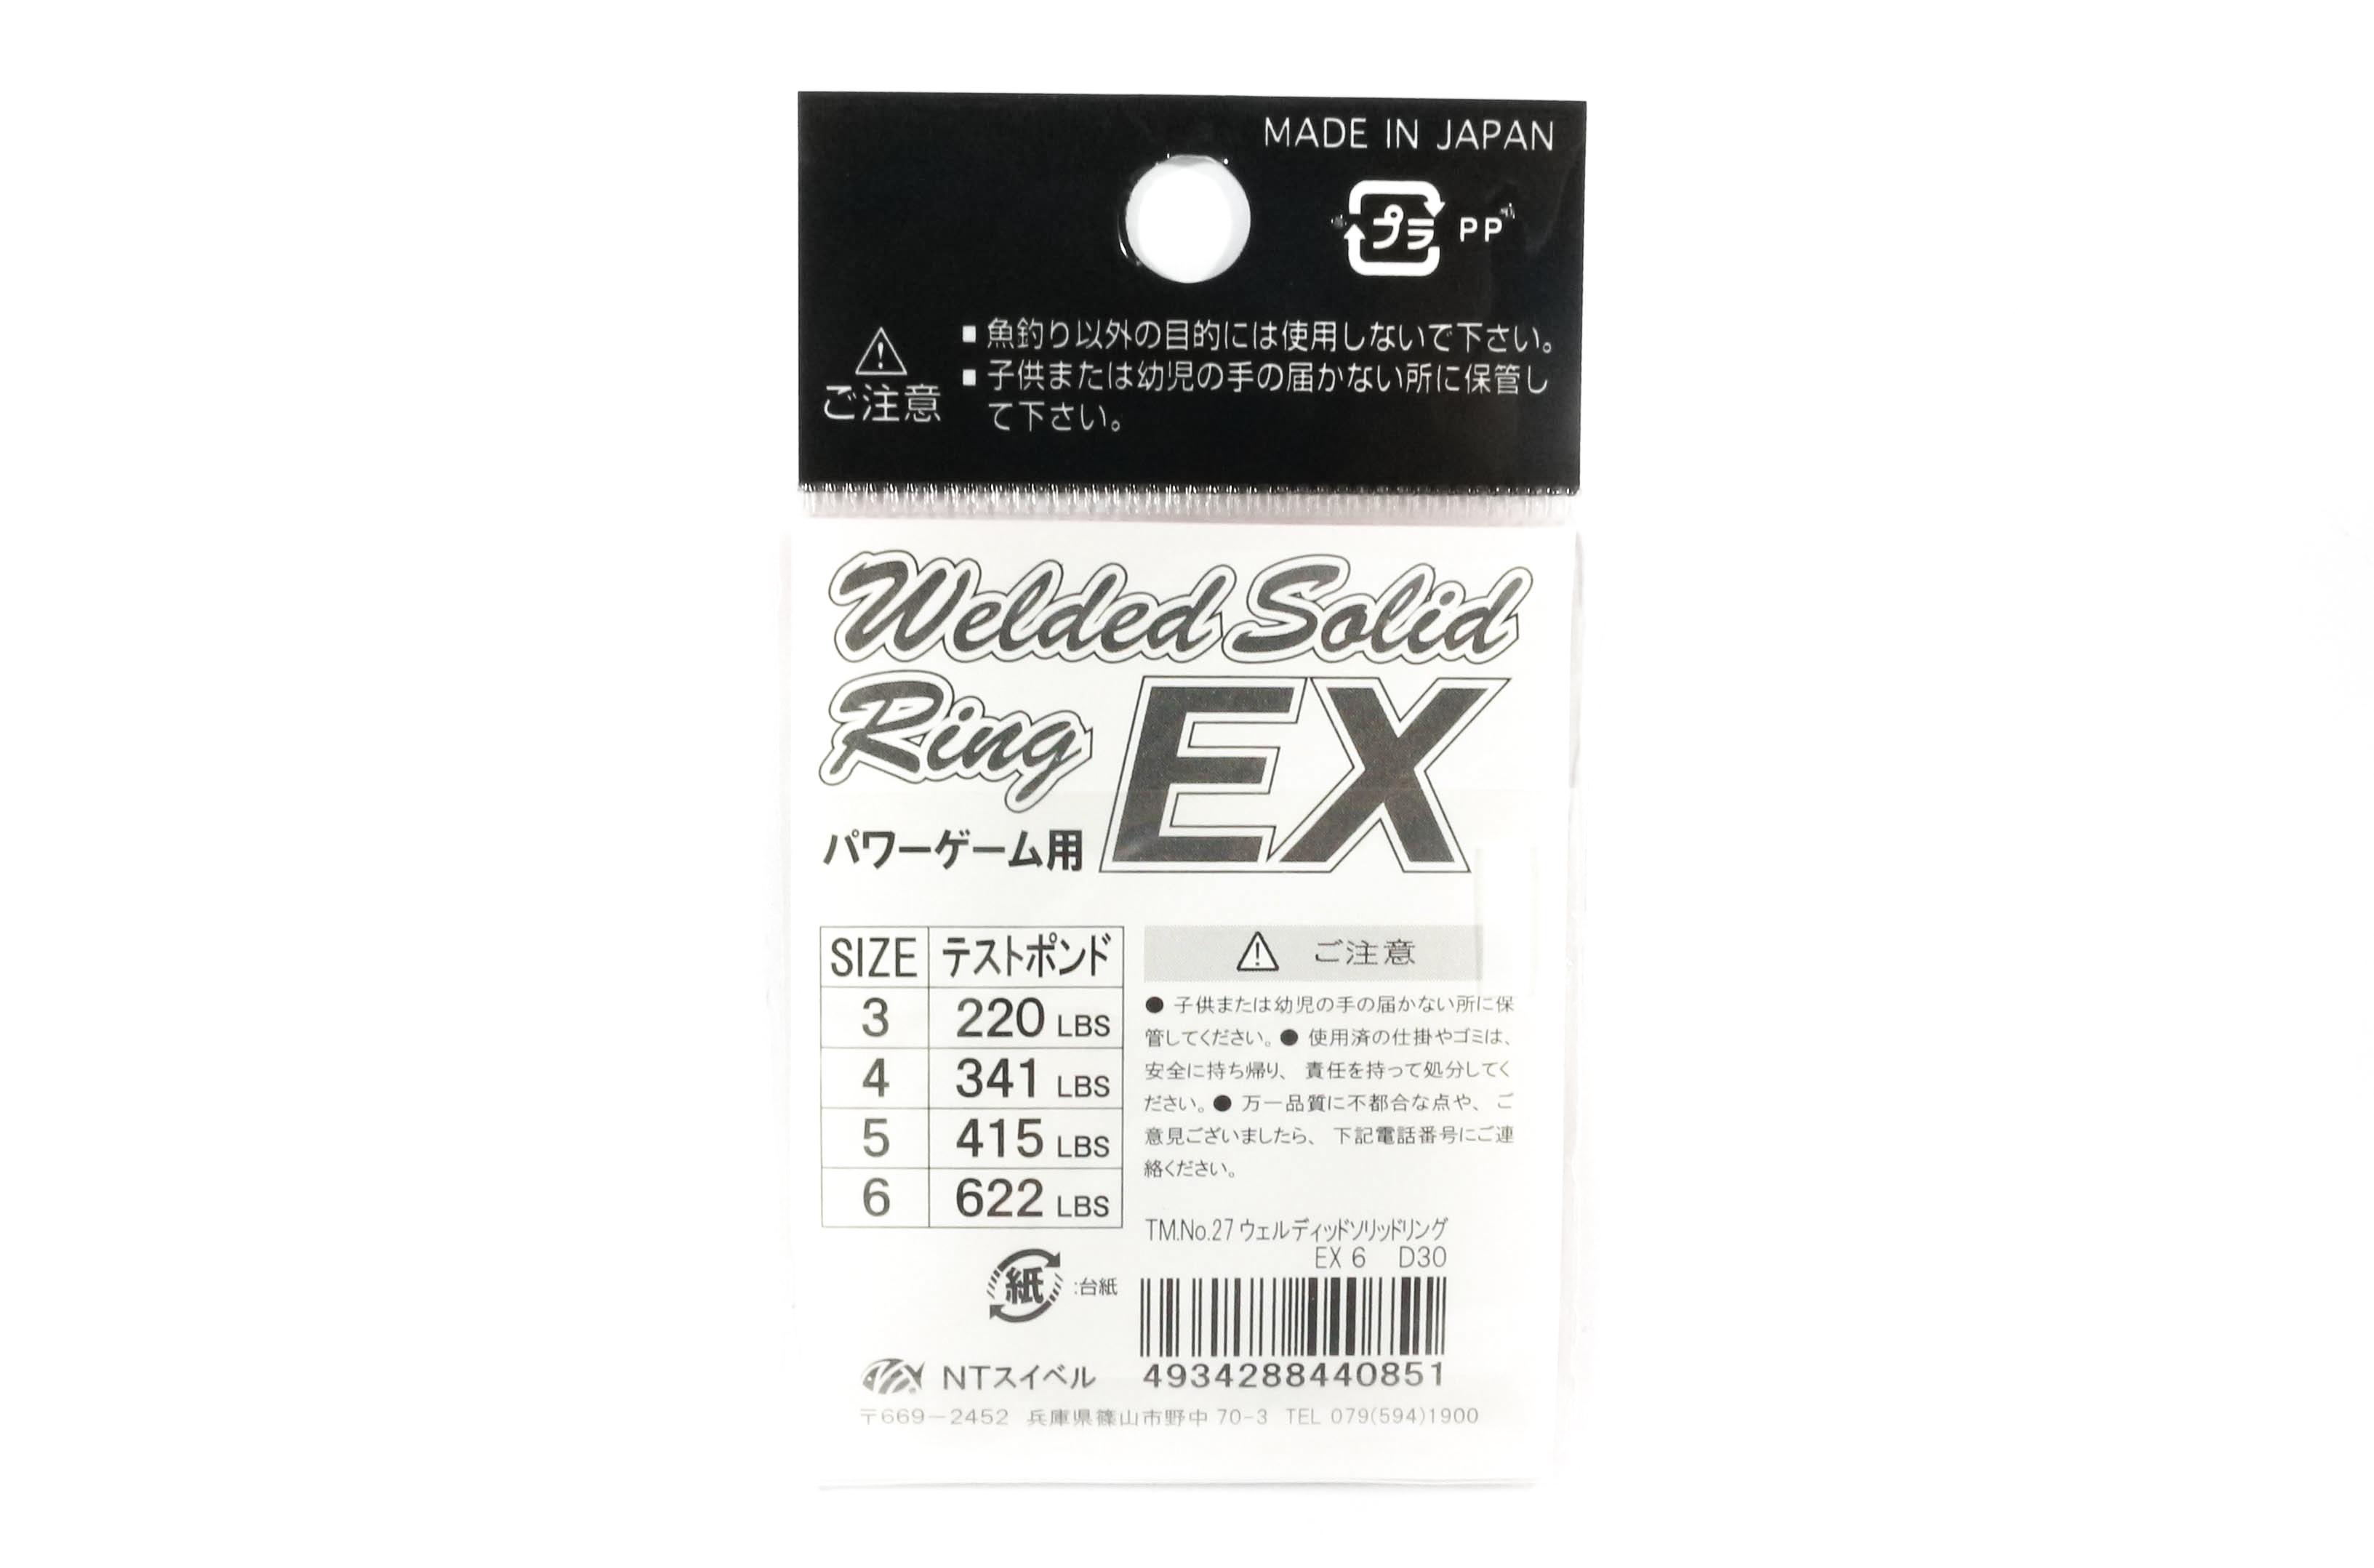 MADE IN JAPAN
プラ PP
ご注意
■ 魚釣り以外の目的には使用しないで下さい。
■ 子供または幼児の手の届かない所に保管し
て下さい。
Welded Solid
Ring EX
パワーゲーム用
SIZE テストポンド
3 220 LBS
4 341 LBS
5 415 LBS
6 622 LBS
ご注意
● 子供または幼児の手の届かない所に保
管してください。● 使用済の仕掛やゴミは、
安全に持ち帰り、 責任を持って処分してく
ださい。● 万一品質に不都合な点や、 ご
意見ございましたら、 下記電話番号にご連
絡ください。
TM.No.27 ウェルディッドソリッドリング
EX 6 D30
紙 :台紙
4934288440851
NTスイベル
〒669－2452 兵庫県篠山市野中 70-3 TEL 079(594)1900